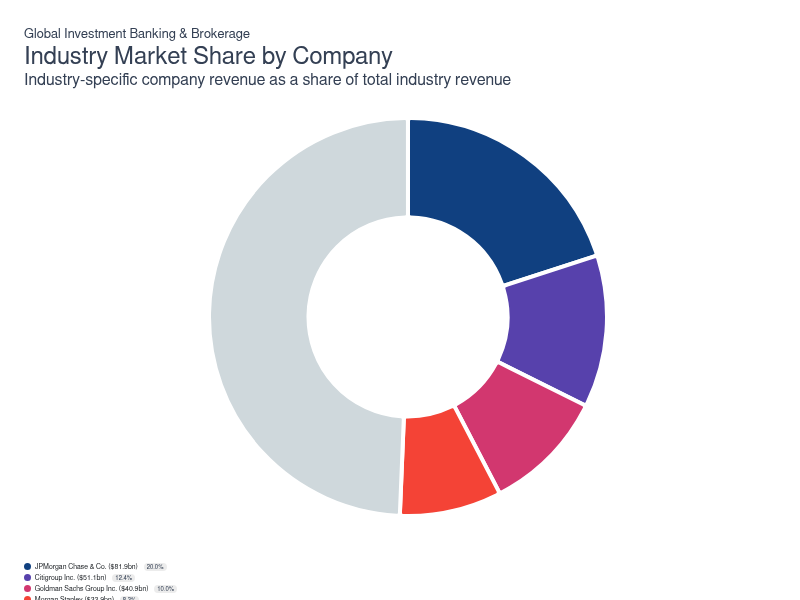 Global Investment Banking & Brokerage
Industry Market Share by Company
Industry-specific company revenue as a share of total industry revenue
JPMorgan Chase & Co. ($81.9bn) 20.0%
Citigroup Inc. ($51.1bn) 12.4%
Goldman Sachs Group Inc. ($40.9bn) 10.0%
Morgan Stanley